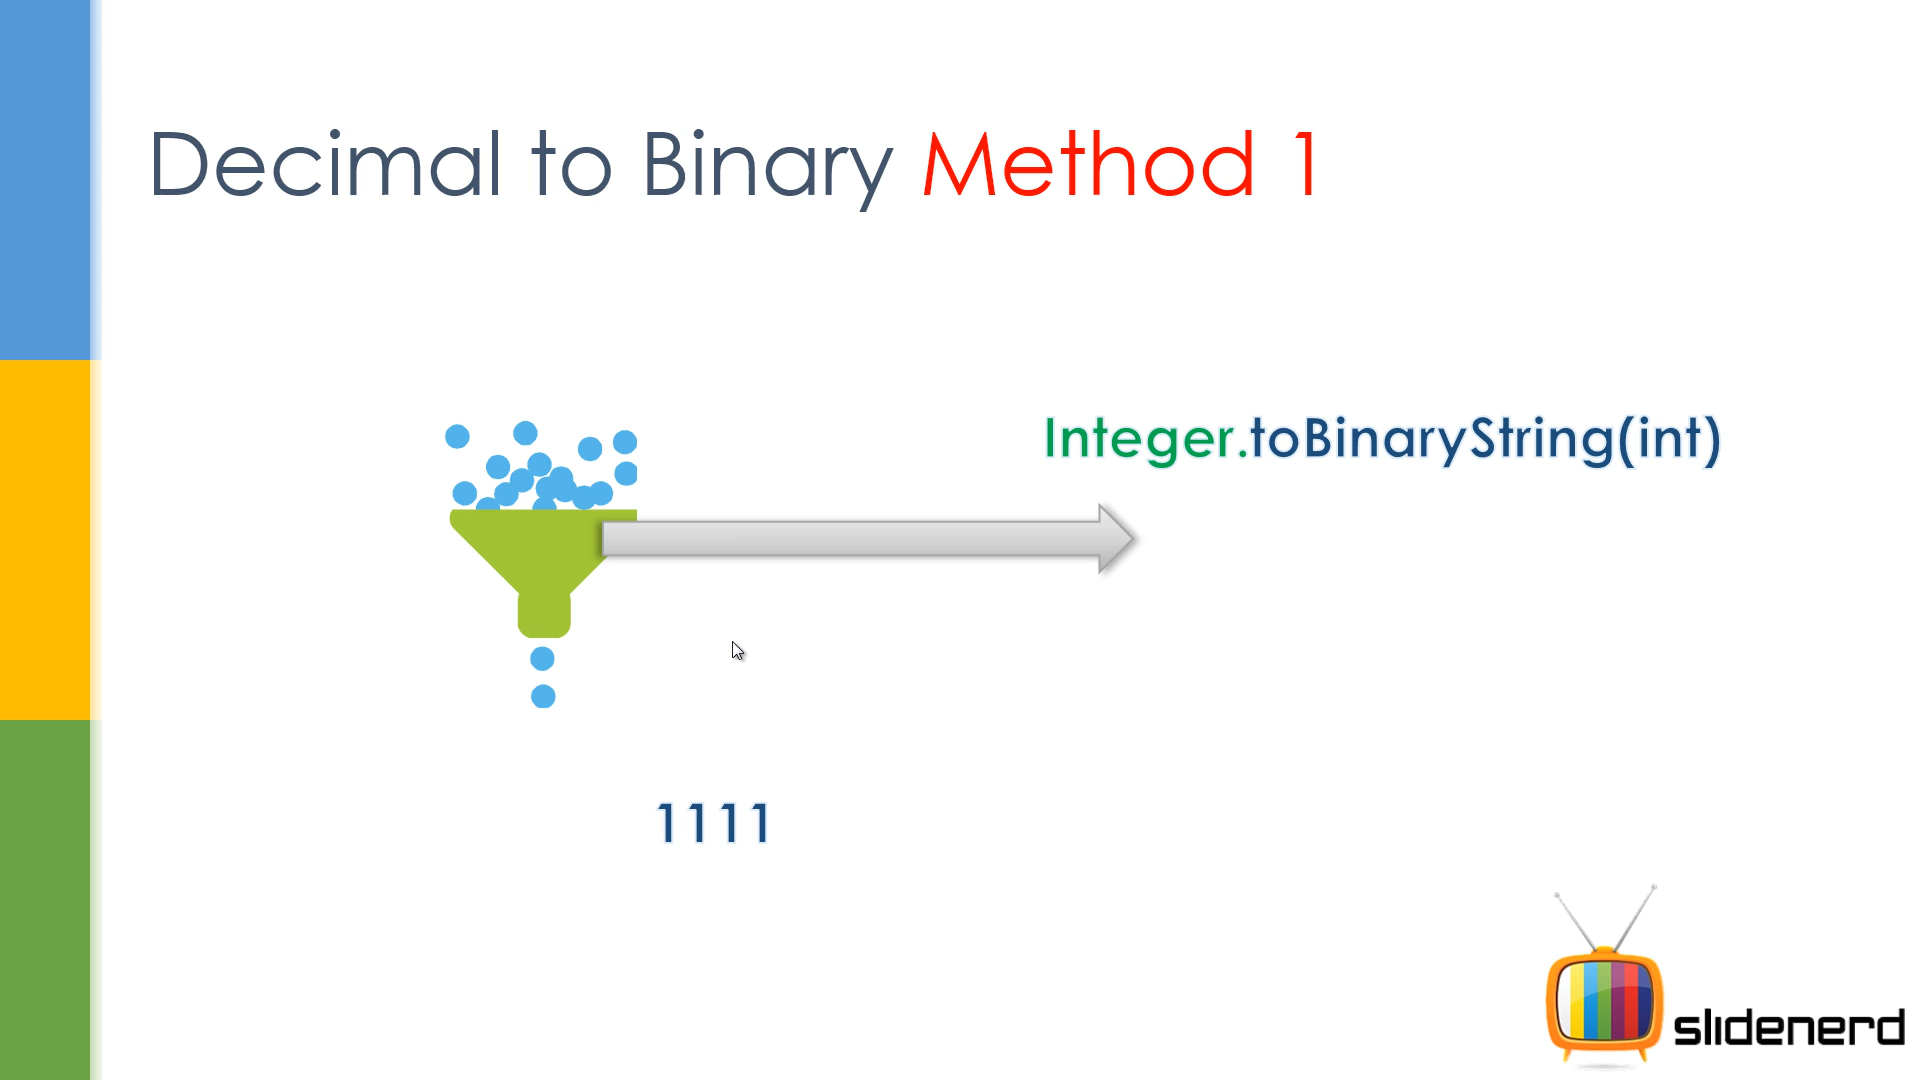 Decimal to Binary Method 1
Integer.toBinaryString(int)
1111
slidenerd